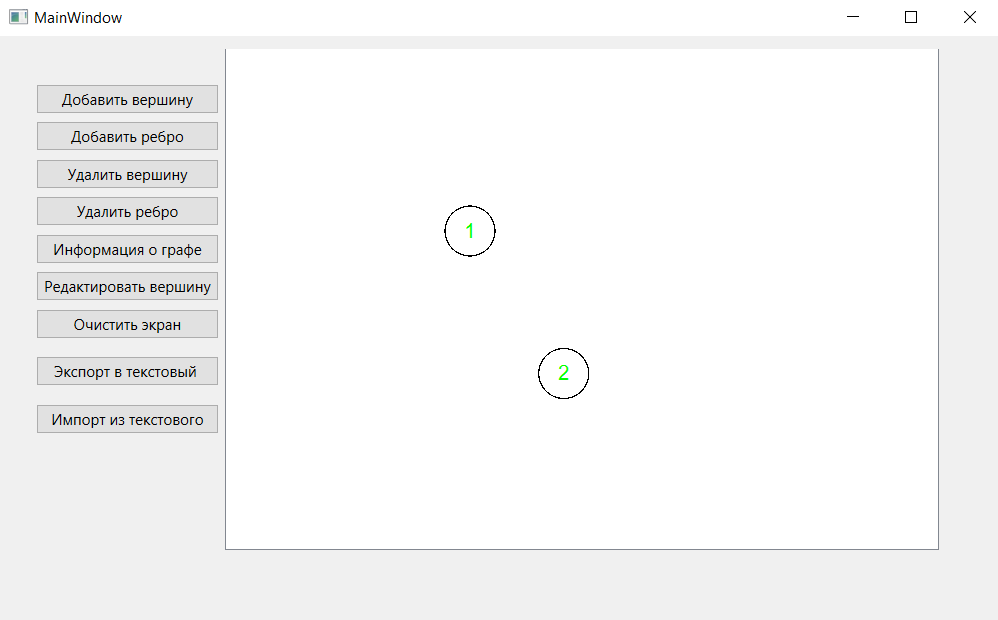 MainWindow
Добавить вершину
Добавить ребро
Удалить вершину
Удалить ребро
Информация о графе
Редактировать вершину
Очистить экран
Экспорт в текстовый
Импорт из текстового
1
2